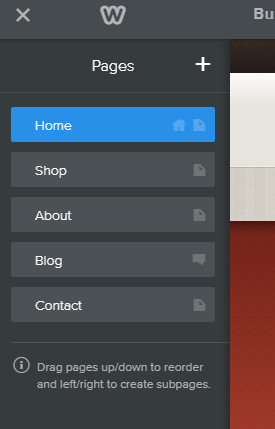 Bu
Pages
Home
Shop
About
Blog
Contact
Drag pages up/down to reorder
and left/right to create subpages.